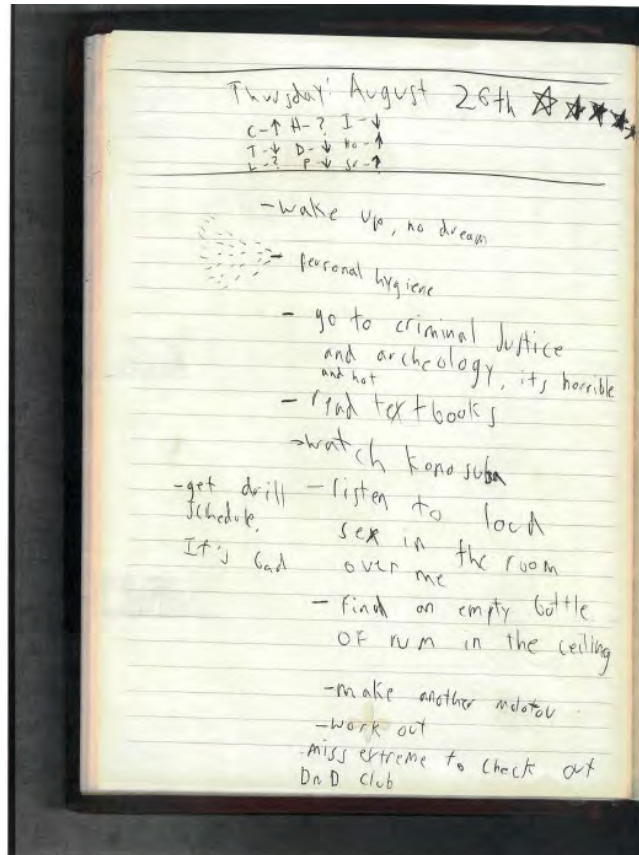 Thursday: August 26th
C-↑ H-? I-↓
T-↓ D-↓ Ho-↑
L-? P-↓ Sr-↑
-wake up, no dream
- personal hygiene
- go to criminal Justice
and archeology, its horrible
and hot
- read textbooks
-watch konosuba
-get drill
schedule,
It's bad
-listen to loud
sex in the room
over me
- find an empty bottle
OF rum in the ceiling
-make another molotov
-work out
-miss extreme to check out
DnD club